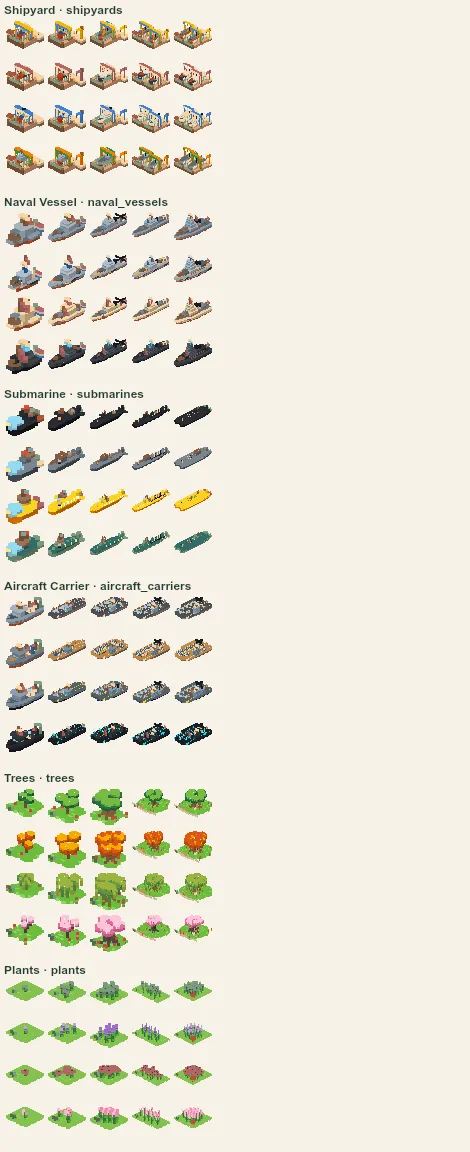 Shipyard · shipyards
Naval Vessel · naval_vessels
Submarine · submarines
Aircraft Carrier · aircraft_carriers
Trees · trees
Plants · plants